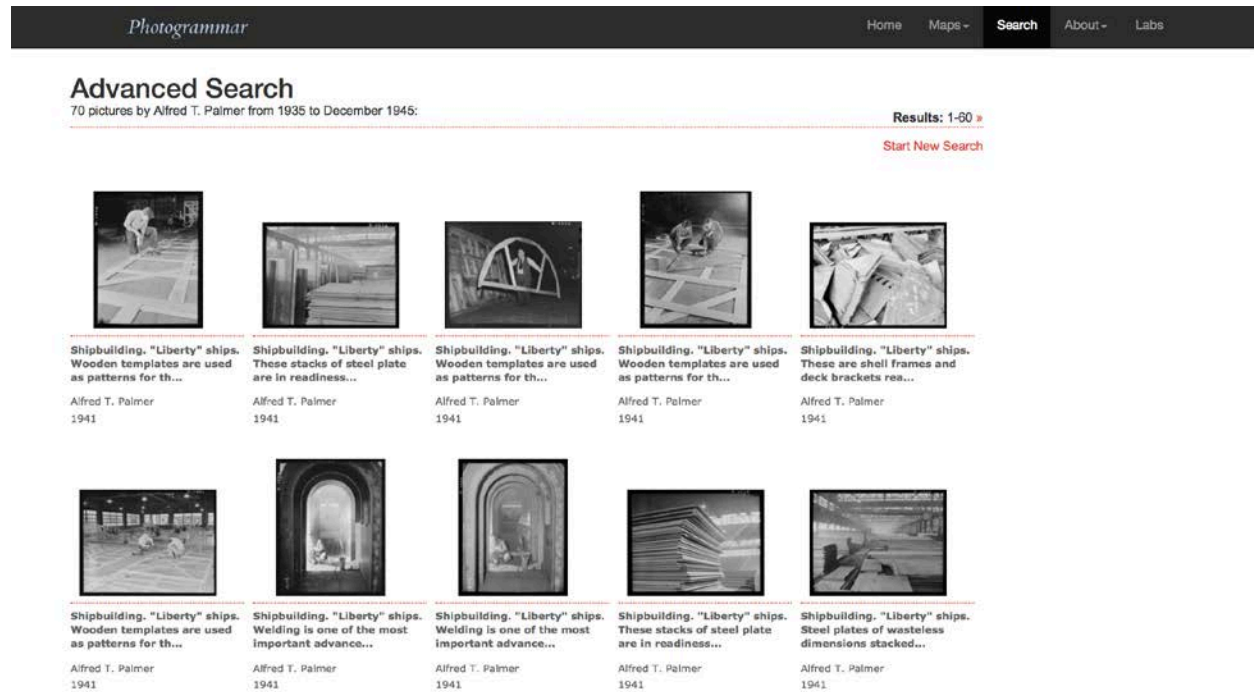 Photogrammar
Home Maps Search About Labs
Advanced Search
70 pictures by Alfred T. Palmer from 1935 to December 1945:
Results: 1-60 »
Start New Search
Shipbuilding. "Liberty" ships.
Wooden templates are used
as patterns for th...
Alfred T. Palmer
1941
Shipbuilding. "Liberty" ships.
These stacks of steel plate
are in readiness...
Alfred T. Palmer
1941
Shipbuilding. "Liberty" ships.
Wooden templates are used
as patterns for th...
Alfred T. Palmer
1941
Shipbuilding. "Liberty" ships.
Wooden templates are used
as patterns for th...
Alfred T. Palmer
1941
Shipbuilding. "Liberty" ships.
These are shell frames and
deck brackets rea...
Alfred T. Palmer
1941
Shipbuilding. "Liberty" ships.
Wooden templates are used
as patterns for th...
Alfred T. Palmer
1941
Shipbuilding. "Liberty" ships.
Welding is one of the most
important advance...
Alfred T. Palmer
1941
Shipbuilding. "Liberty" ships.
Welding is one of the most
important advance...
Alfred T. Palmer
1941
Shipbuilding. "Liberty" ships.
These stacks of steel plate
are in readiness...
Alfred T. Palmer
1941
Shipbuilding. "Liberty" ships.
Steel plates of wasteless
dimensions stacked...
Alfred T. Palmer
1941